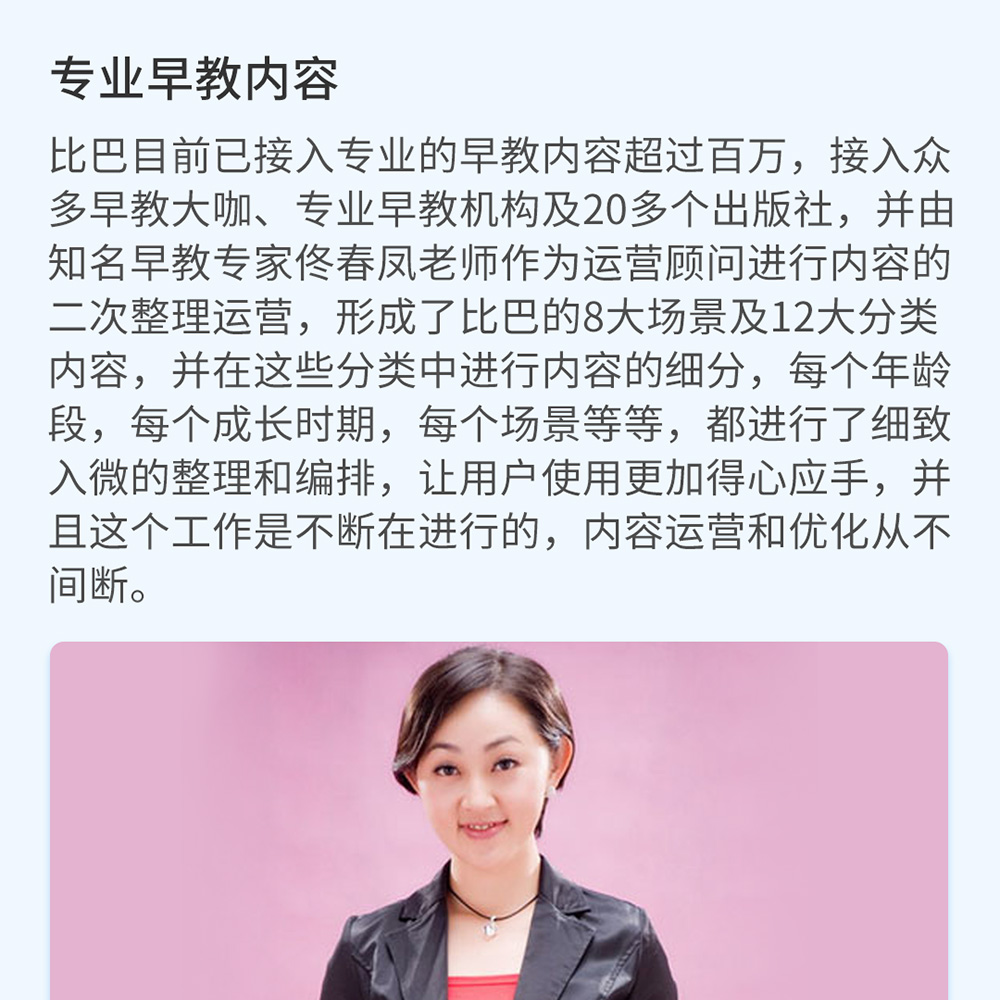 专业早教内容
比巴目前已接入专业的早教内容超过百万，接入众
多早教大咖、专业早教机构及20多个出版社，并由
知名早教专家佟春凤老师作为运营顾问进行内容的
二次整理运营，形成了比巴的8大场景及12大分类
内容，并在这些分类中进行内容的细分，每个年龄
段，每个成长时期，每个场景等等，都进行了细致
入微的整理和编排，让用户使用更加得心应手，并
且这个工作是不断在进行的，内容运营和优化从不
间断。